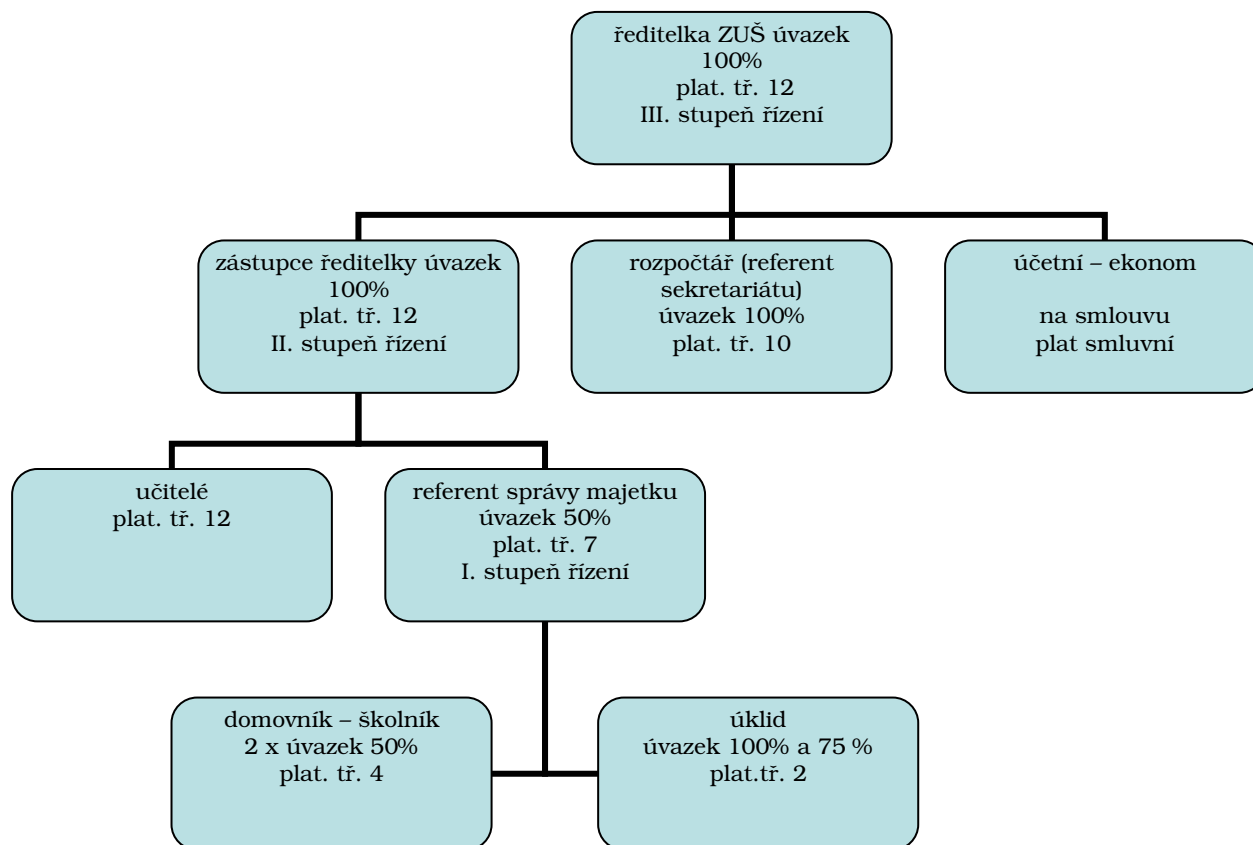 ředitelka ZUŠ úvazek
100%
plat. tř. 12
III. stupeň řízení
zástupce ředitelky úvazek
100%
plat. tř. 12
II. stupeň řízení
rozpočtář (referent
sekretariátu)
úvazek 100%
plat. tř. 10
účetní – ekonom
na smlouvu
plat smluvní
učitelé
plat. tř. 12
referent správy majetku
úvazek 50%
plat. tř. 7
I. stupeň řízení
domovník – školník
2 x úvazek 50%
plat. tř. 4
úklid
úvazek 100% a 75 %
plat.tř. 2